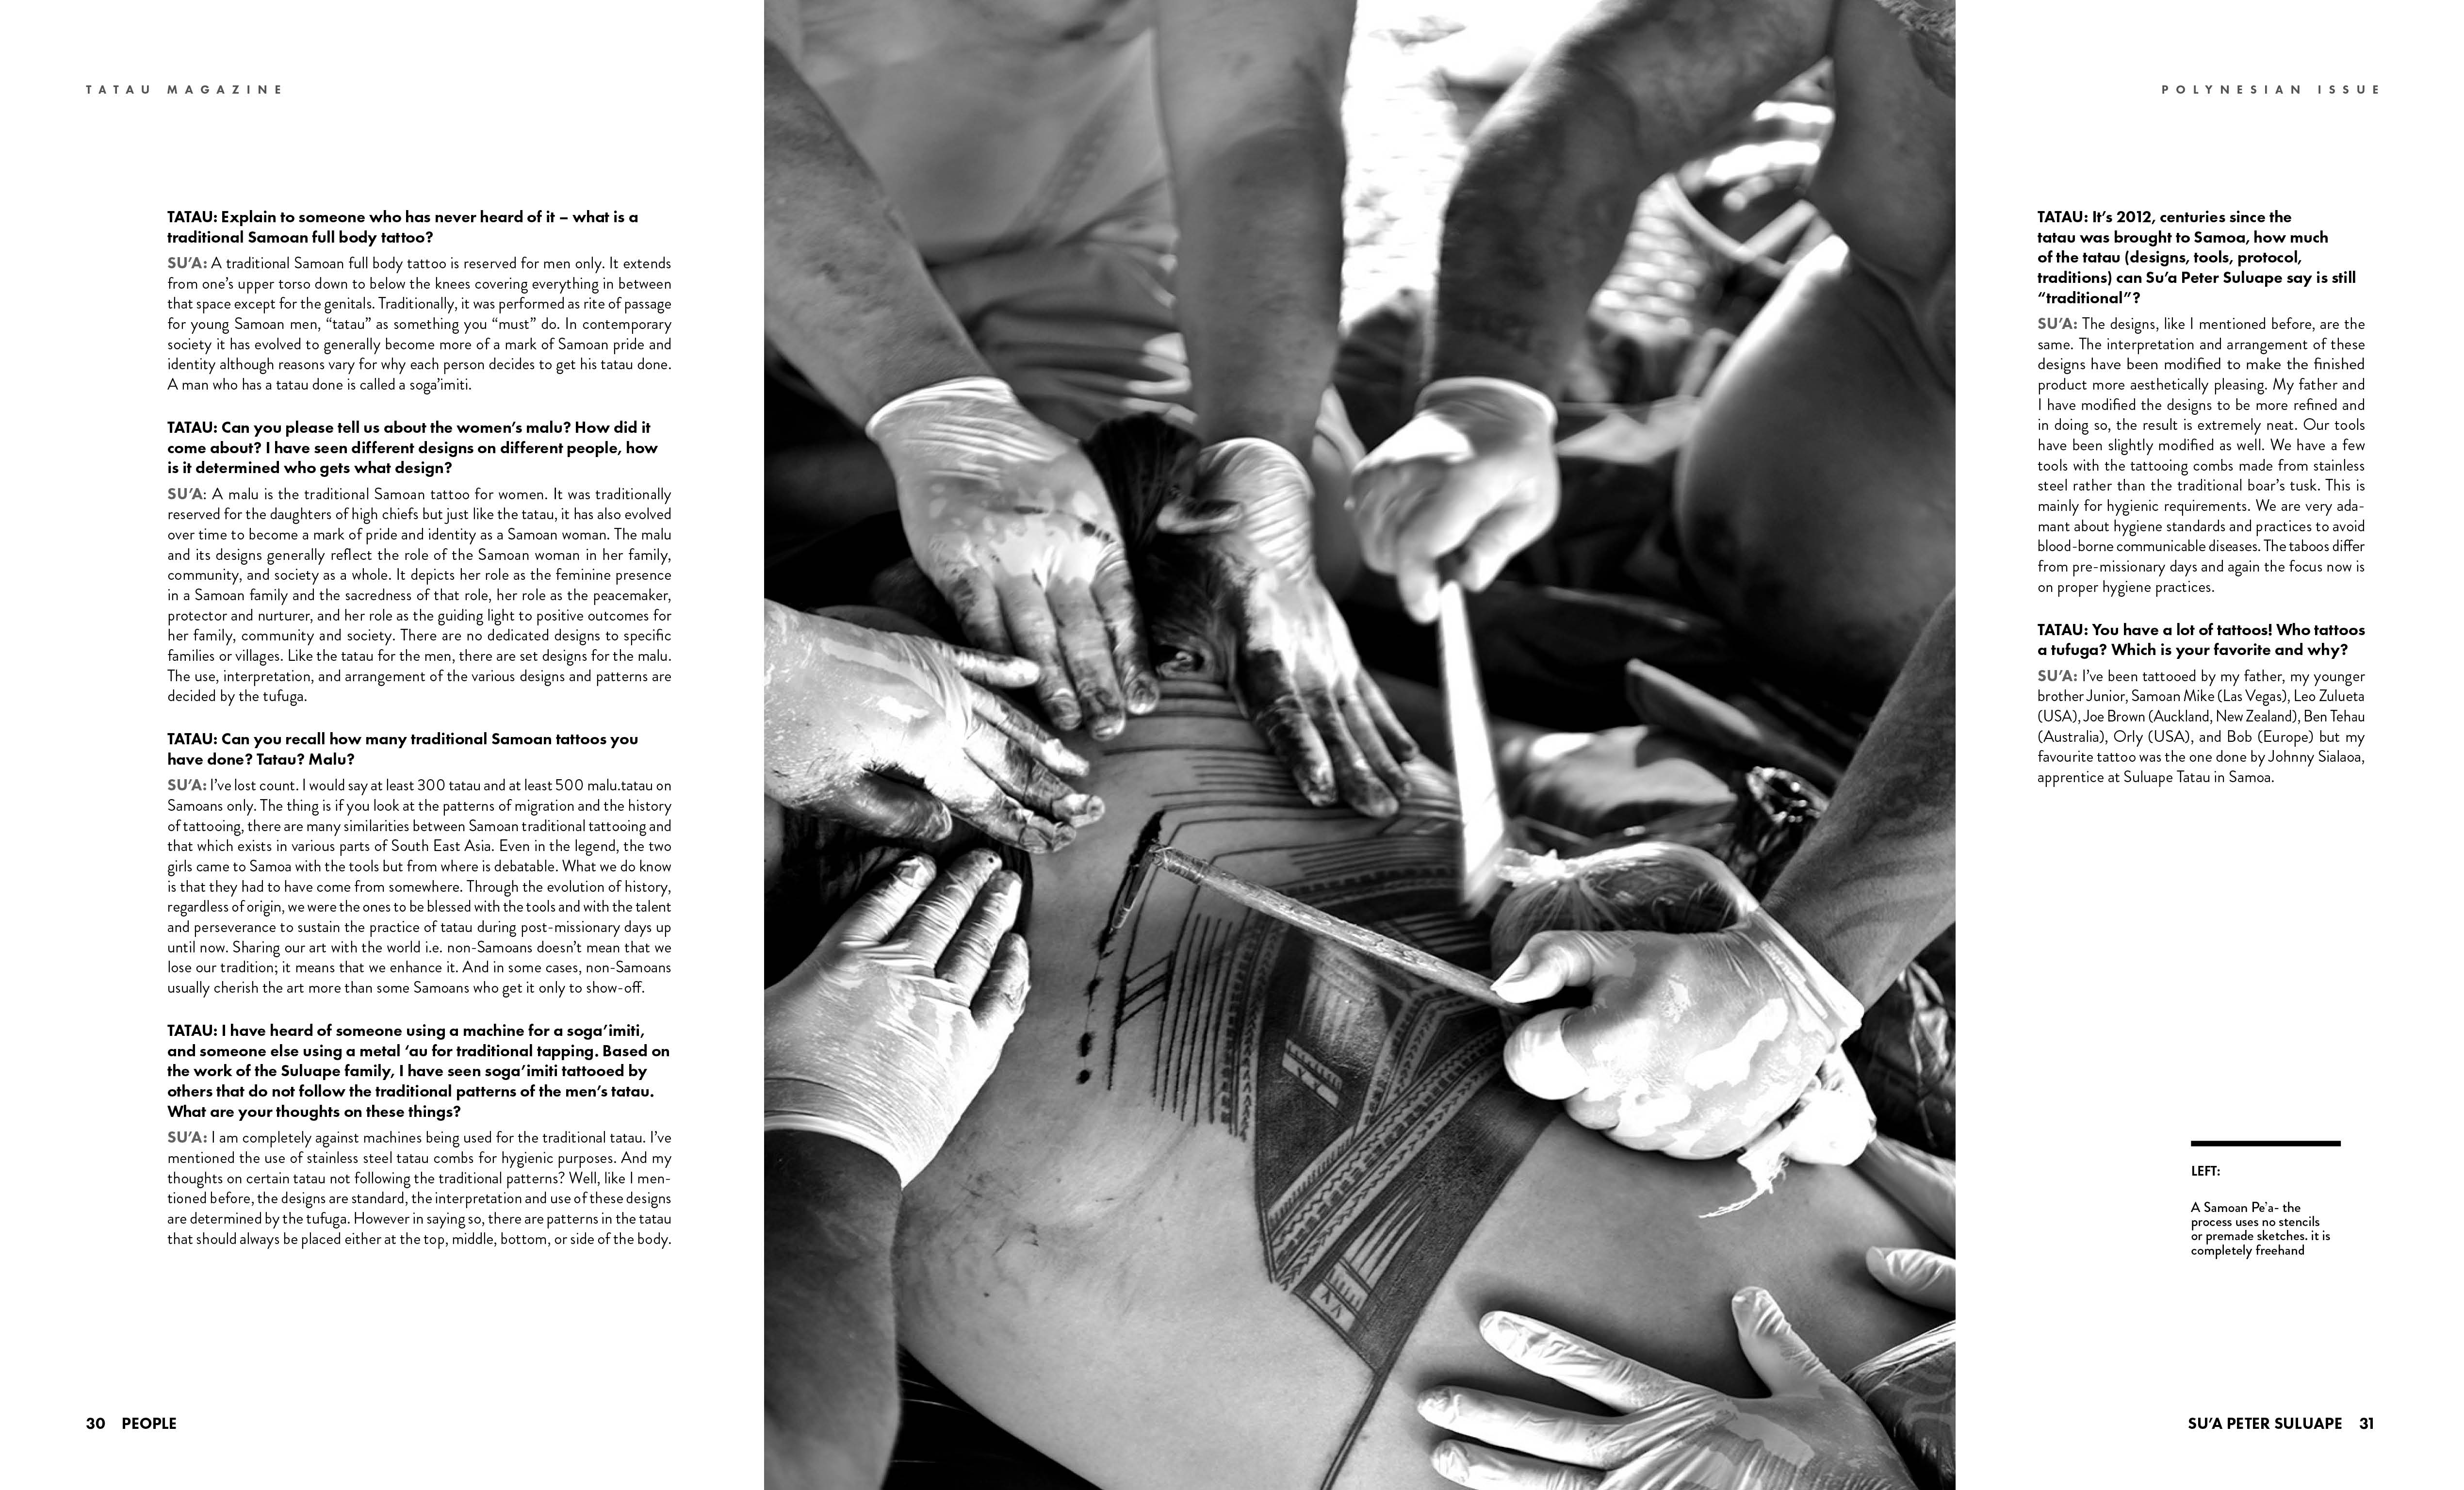 TATAU MAGAZINE
POLYNESIAN ISSUE
TATAU: Explain to someone who has never heard of it – what is a
traditional Samoan full body tattoo?
SU’A: A traditional Samoan full body tattoo is reserved for men only. It extends
from one’s upper torso down to below the knees covering everything in between
that space except for the genitals. Traditionally, it was performed as rite of passage
for young Samoan men, “tatau” as something you “must” do. In contemporary
society it has evolved to generally become more of a mark of Samoan pride and
identity although reasons vary for why each person decides to get his tatau done.
A man who has a tatau done is called a soga’imiti.
TATAU: Can you please tell us about the women’s malu? How did it
come about? I have seen different designs on different people, how
is it determined who gets what design?
SU’A: A malu is the traditional Samoan tattoo for women. It was traditionally
reserved for the daughters of high chiefs but just like the tatau, it has also evolved
over time to become a mark of pride and identity as a Samoan woman. The malu
and its designs generally reflect the role of the Samoan woman in her family,
community, and society as a whole. It depicts her role as the feminine presence
in a Samoan family and the sacredness of that role, her role as the peacemaker,
protector and nurturer, and her role as the guiding light to positive outcomes for
her family, community and society. There are no dedicated designs to specific
families or villages. Like the tatau for the men, there are set designs for the malu.
The use, interpretation, and arrangement of the various designs and patterns are
decided by the tufuga.
TATAU: Can you recall how many traditional Samoan tattoos you
have done? Tatau? Malu?
SU’A: I’ve lost count. I would say at least 300 tatau and at least 500 malu.tatau on
Samoans only. The thing is if you look at the patterns of migration and the history
of tattooing, there are many similarities between Samoan traditional tattooing and
that which exists in various parts of South East Asia. Even in the legend, the two
girls came to Samoa with the tools but from where is debatable. What we do know
is that they had to have come from somewhere. Through the evolution of history,
regardless of origin, we were the ones to be blessed with the tools and with the talent
and perseverance to sustain the practice of tatau during post-missionary days up
until now. Sharing our art with the world i.e. non-Samoans doesn’t mean that we
lose our tradition; it means that we enhance it. And in some cases, non-Samoans
usually cherish the art more than some Samoans who get it only to show-off.
TATAU: I have heard of someone using a machine for a soga’imiti,
and someone else using a metal ‘au for traditional tapping. Based on
the work of the Suluape family, I have seen soga’imiti tattooed by
others that do not follow the traditional patterns of the men’s tatau.
What are your thoughts on these things?
SU’A: I am completely against machines being used for the traditional tatau. I’ve
mentioned the use of stainless steel tatau combs for hygienic purposes. And my
thoughts on certain tatau not following the traditional patterns? Well, like I men-
tioned before, the designs are standard, the interpretation and use of these designs
are determined by the tufuga. However in saying so, there are patterns in the tatau
that should always be placed either at the top, middle, bottom, or side of the body.
TATAU: It’s 2012, centuries since the
tatau was brought to Samoa, how much
of the tatau (designs, tools, protocol,
traditions) can Su’a Peter Suluape say is still
“traditional”?
SU’A: The designs, like I mentioned before, are the
same. The interpretation and arrangement of these
designs have been modified to make the finished
product more aesthetically pleasing. My father and
I have modified the designs to be more refined and
in doing so, the result is extremely neat. Our tools
have been slightly modified as well. We have a few
tools with the tattooing combs made from stainless
steel rather than the traditional boar’s tusk. This is
mainly for hygienic requirements. We are very ada-
mant about hygiene standards and practices to avoid
blood-borne communicable diseases. The taboos differ
from pre-missionary days and again the focus now is
on proper hygiene practices.
TATAU: You have a lot of tattoos! Who tattoos
a tufuga? Which is your favorite and why?
SU’A: I’ve been tattooed by my father, my younger
brother Junior, Samoan Mike (Las Vegas), Leo Zulueta
(USA), Joe Brown (Auckland, New Zealand), Ben Tehau
(Australia), Orly (USA), and Bob (Europe) but my
favourite tattoo was the one done by Johnny Sialaoa,
apprentice at Suluape Tatau in Samoa.
LEFT:
A Samoan Pe’a- the
process uses no stencils
or premade sketches. it is
completely freehand
30 PEOPLE
SU’A PETER SULUAPE 31